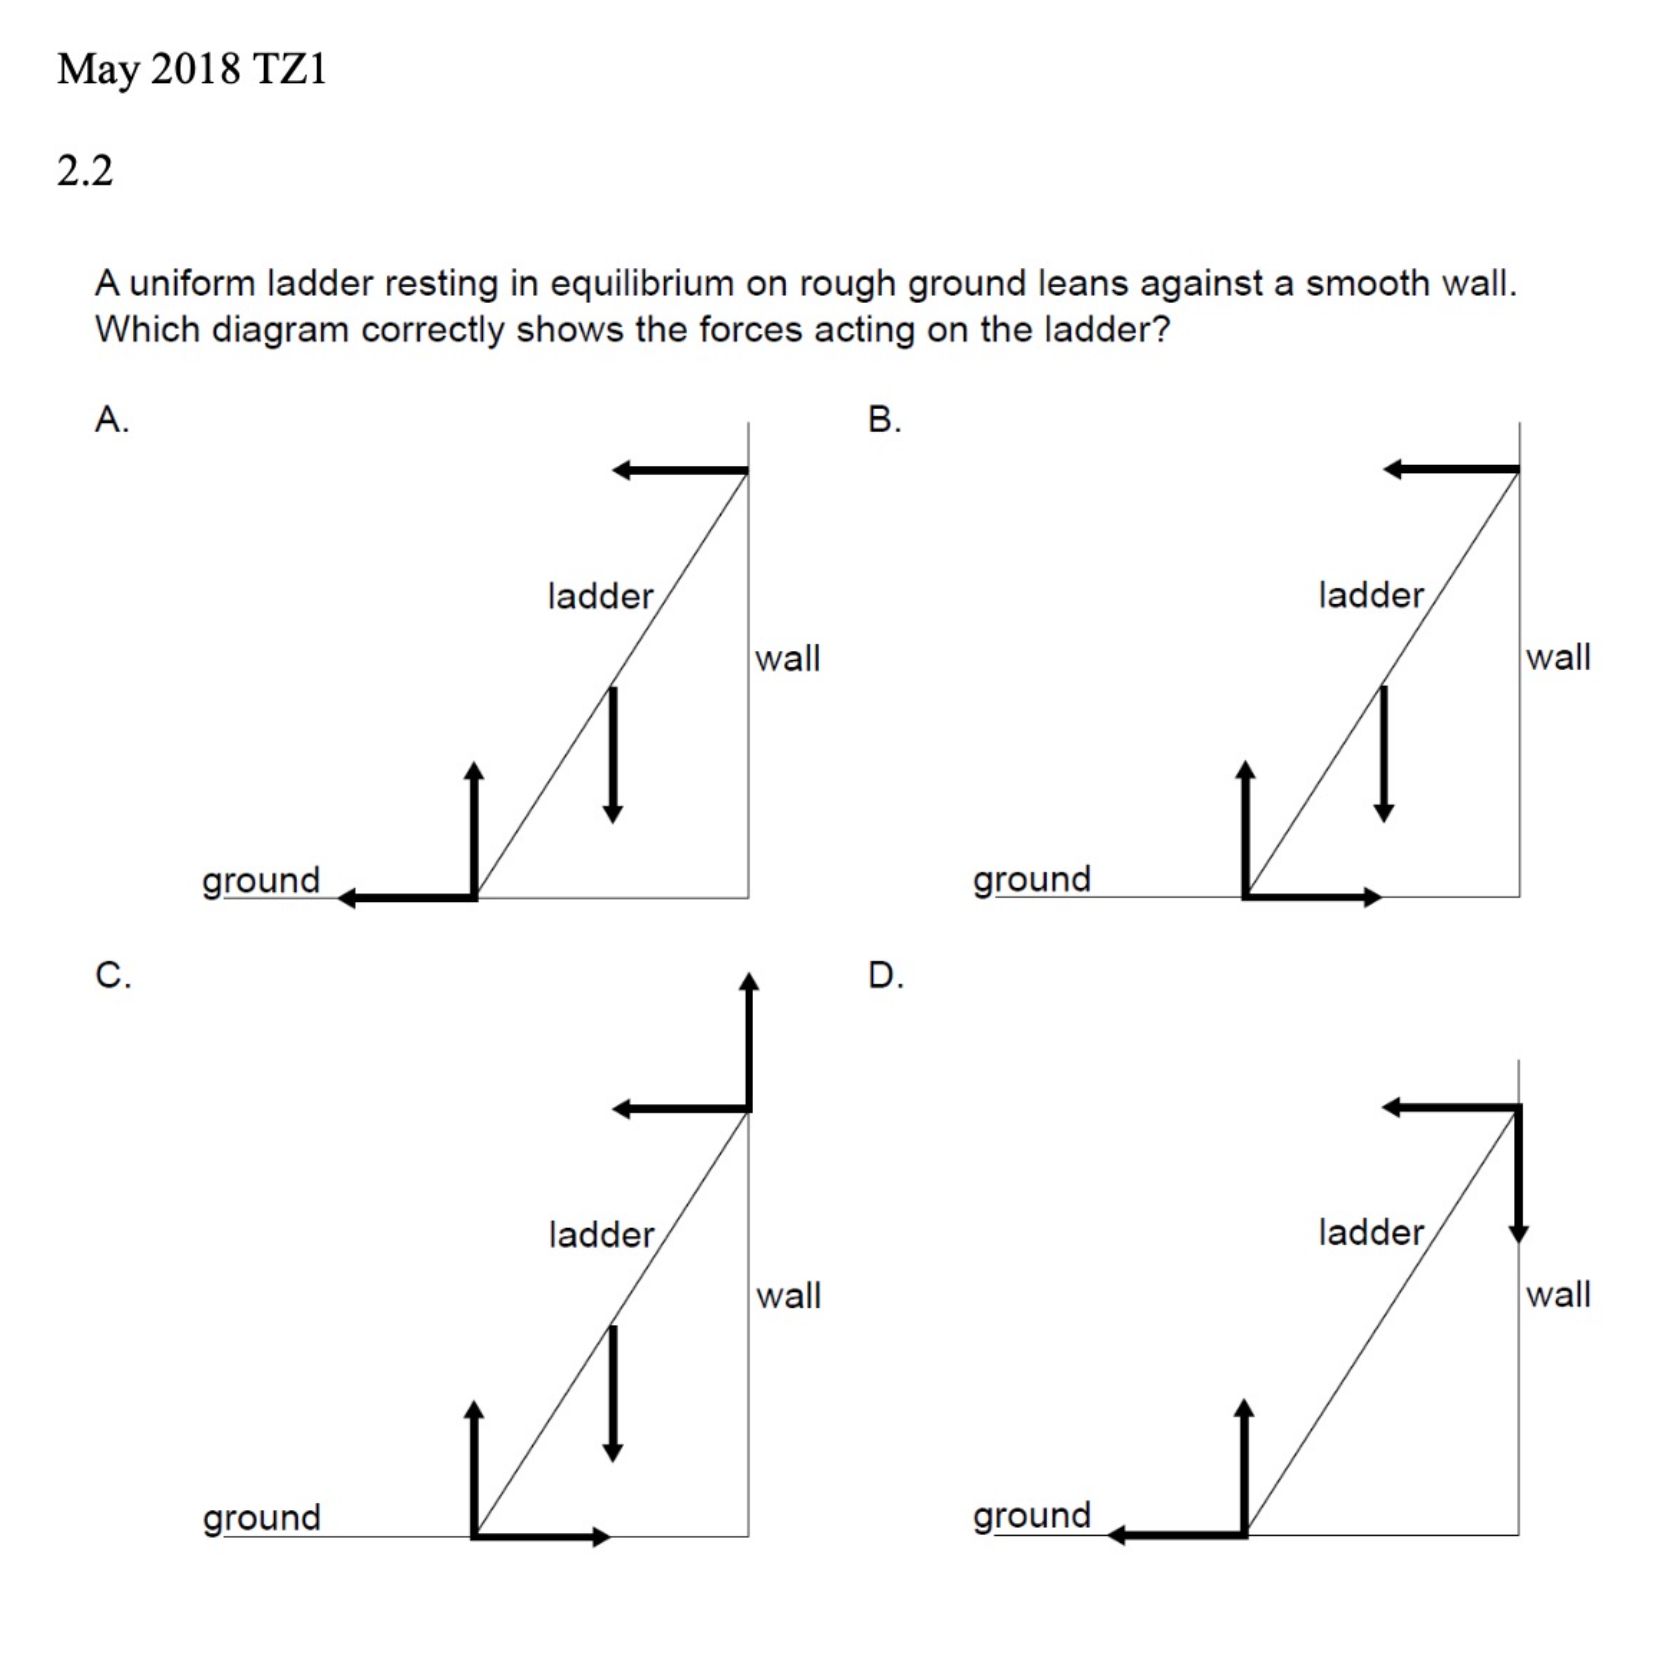 May 2018 TZ1
2.2
A uniform ladder resting in equilibrium on rough ground leans against a smooth wall.
Which diagram correctly shows the forces acting on the ladder?
A.
ladder
wall
ground
B.
ladder
wall
ground
C.
ladder
wall
ground
D.
ladder
wall
ground